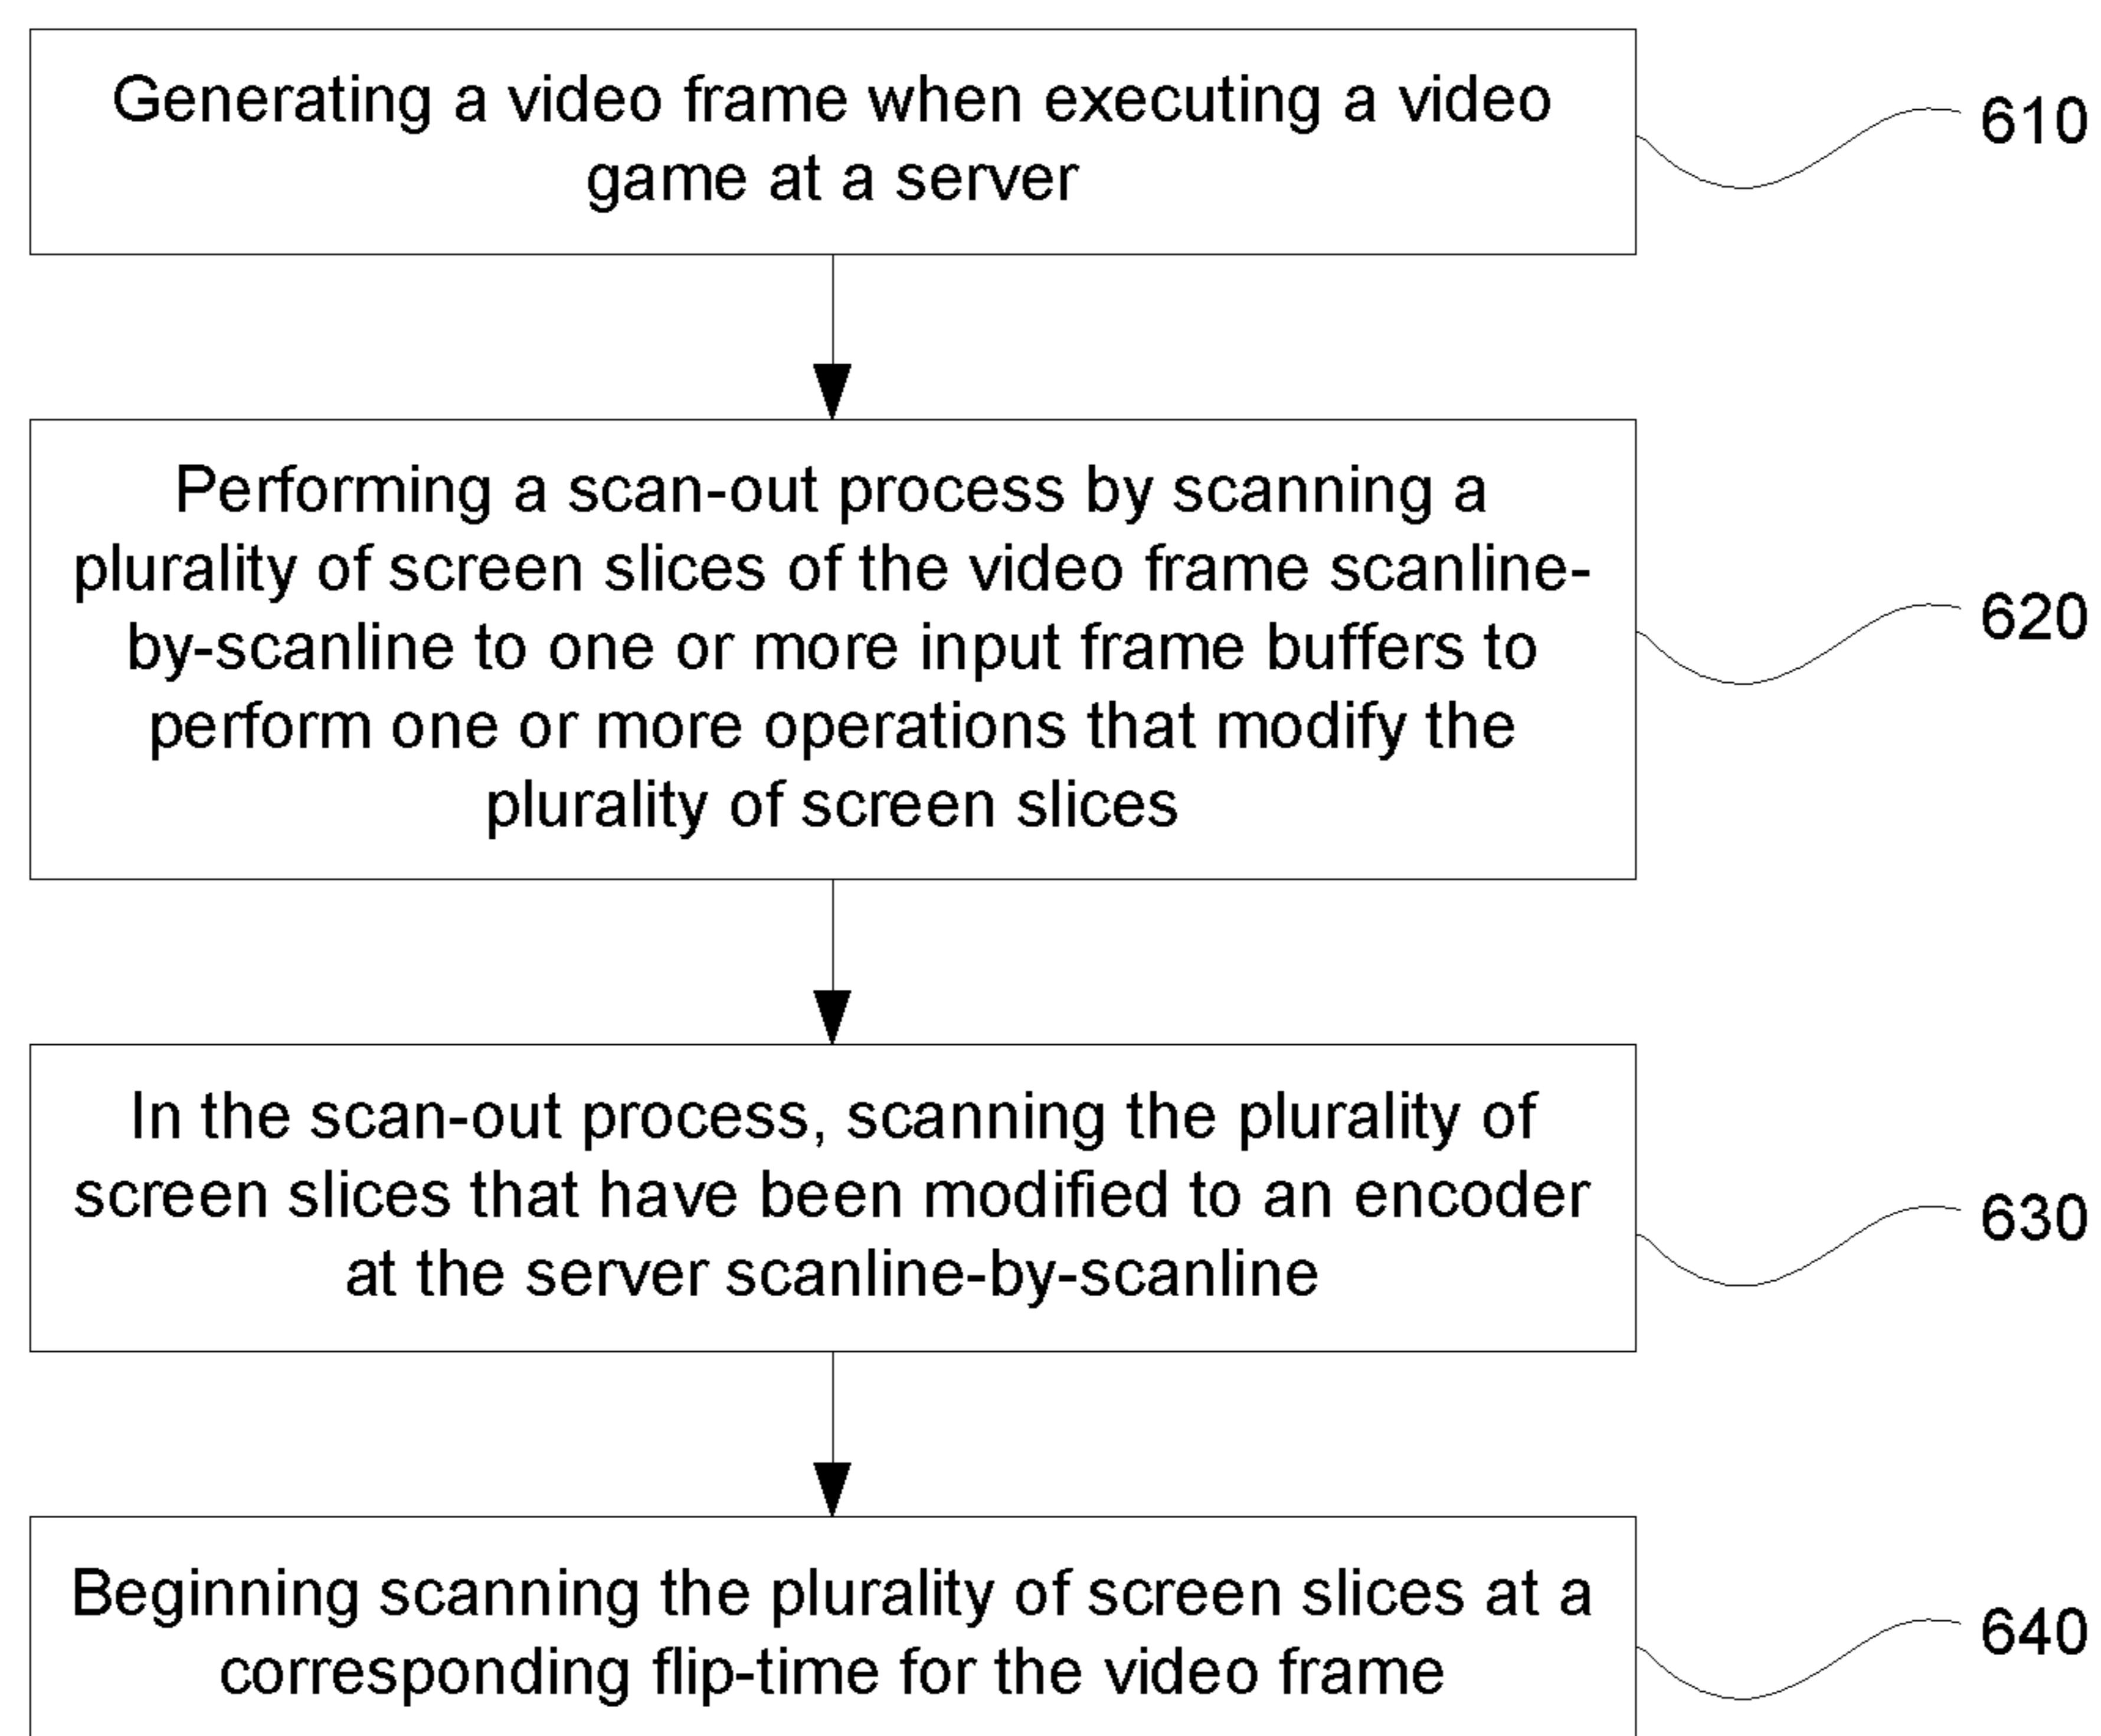 Generating a video frame when executing a video
game at a server
610
Performing a scan-out process by scanning a
plurality of screen slices of the video frame scanline-
by-scanline to one or more input frame buffers to
perform one or more operations that modify the
plurality of screen slices
620
In the scan-out process, scanning the plurality of
screen slices that have been modified to an encoder
at the server scanline-by-scanline
630
Beginning scanning the plurality of screen slices at a
corresponding flip-time for the video frame
640